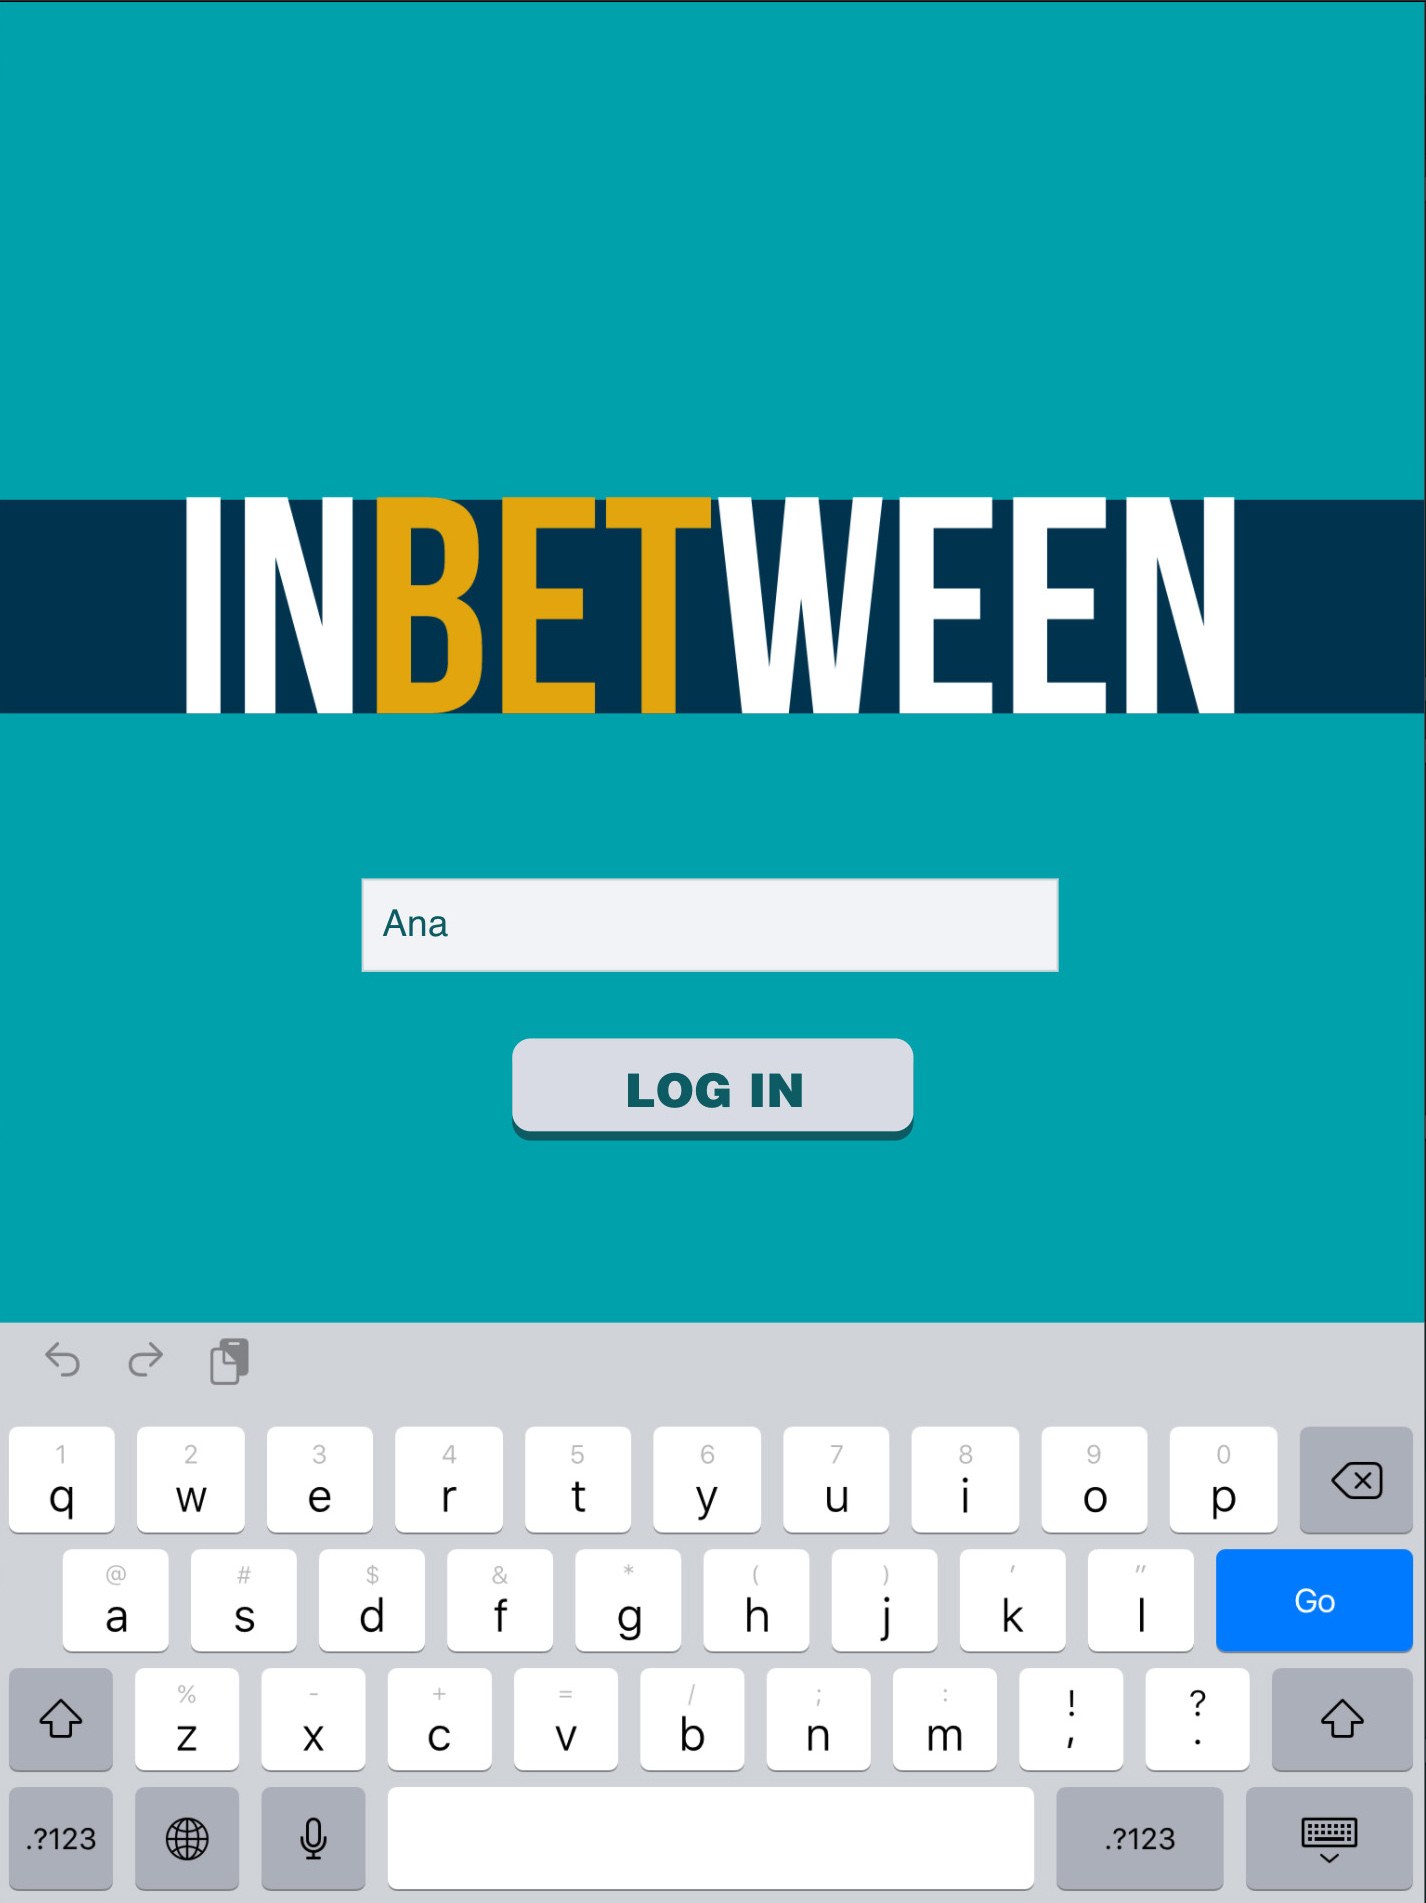 INBETWEEN
Ana
LOG IN
1 2 3 4 5 6 7 8 9 0
q w e r t y u i o p
@ # $ & * ( ) ' "
a s d f g h j k l Go
% - + = / ; : ! ?
z x c v b n m , .
.?123 .?123